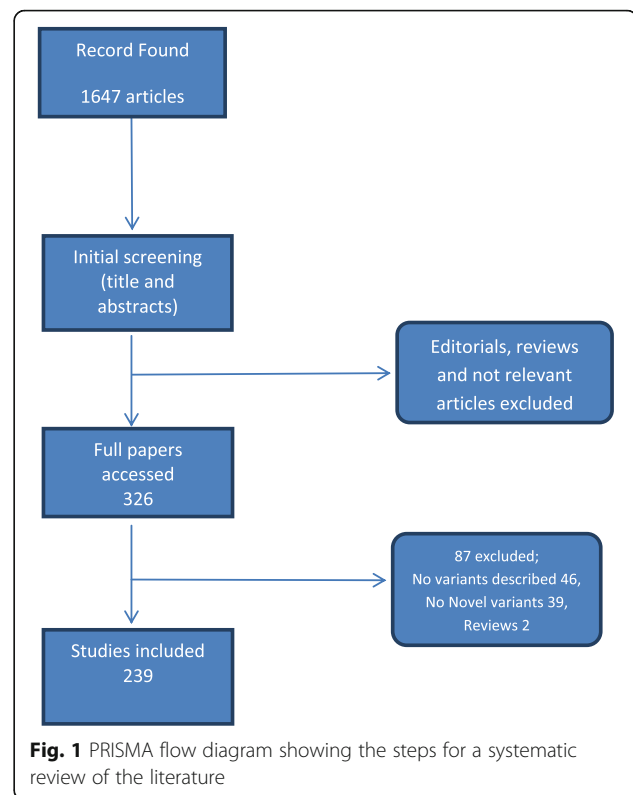 Record Found
1647 articles
Initial screening
(title and
abstracts)
Editorials, reviews
and not relevant
articles excluded
Full papers
accessed
326
87 excluded;
No variants described 46,
No Novel variants 39,
Reviews 2
Studies included
239
Fig. 1 PRISMA flow diagram showing the steps for a systematic
review of the literature